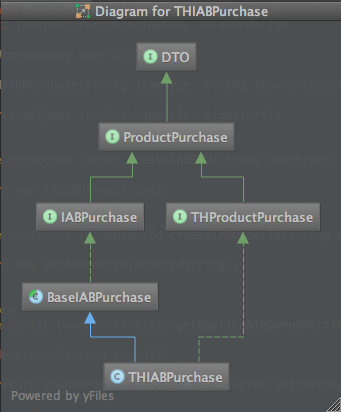 Diagram for THIABPurchase
I DTO
I ProductPurchase
I IABPurchase
I THProductPurchase
C BaseIABPurchase
C THIABPurchase
Powered by yFiles